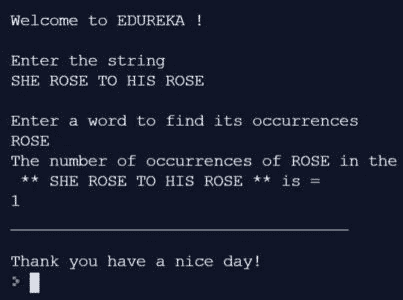 Welcome to EDUREKA !
Enter the string
SHE ROSE TO HIS ROSE
Enter a word to find its occurrences
ROSE
The number of occurrences of ROSE in the
** SHE ROSE TO HIS ROSE ** is =
1
Thank you have a nice day!
>